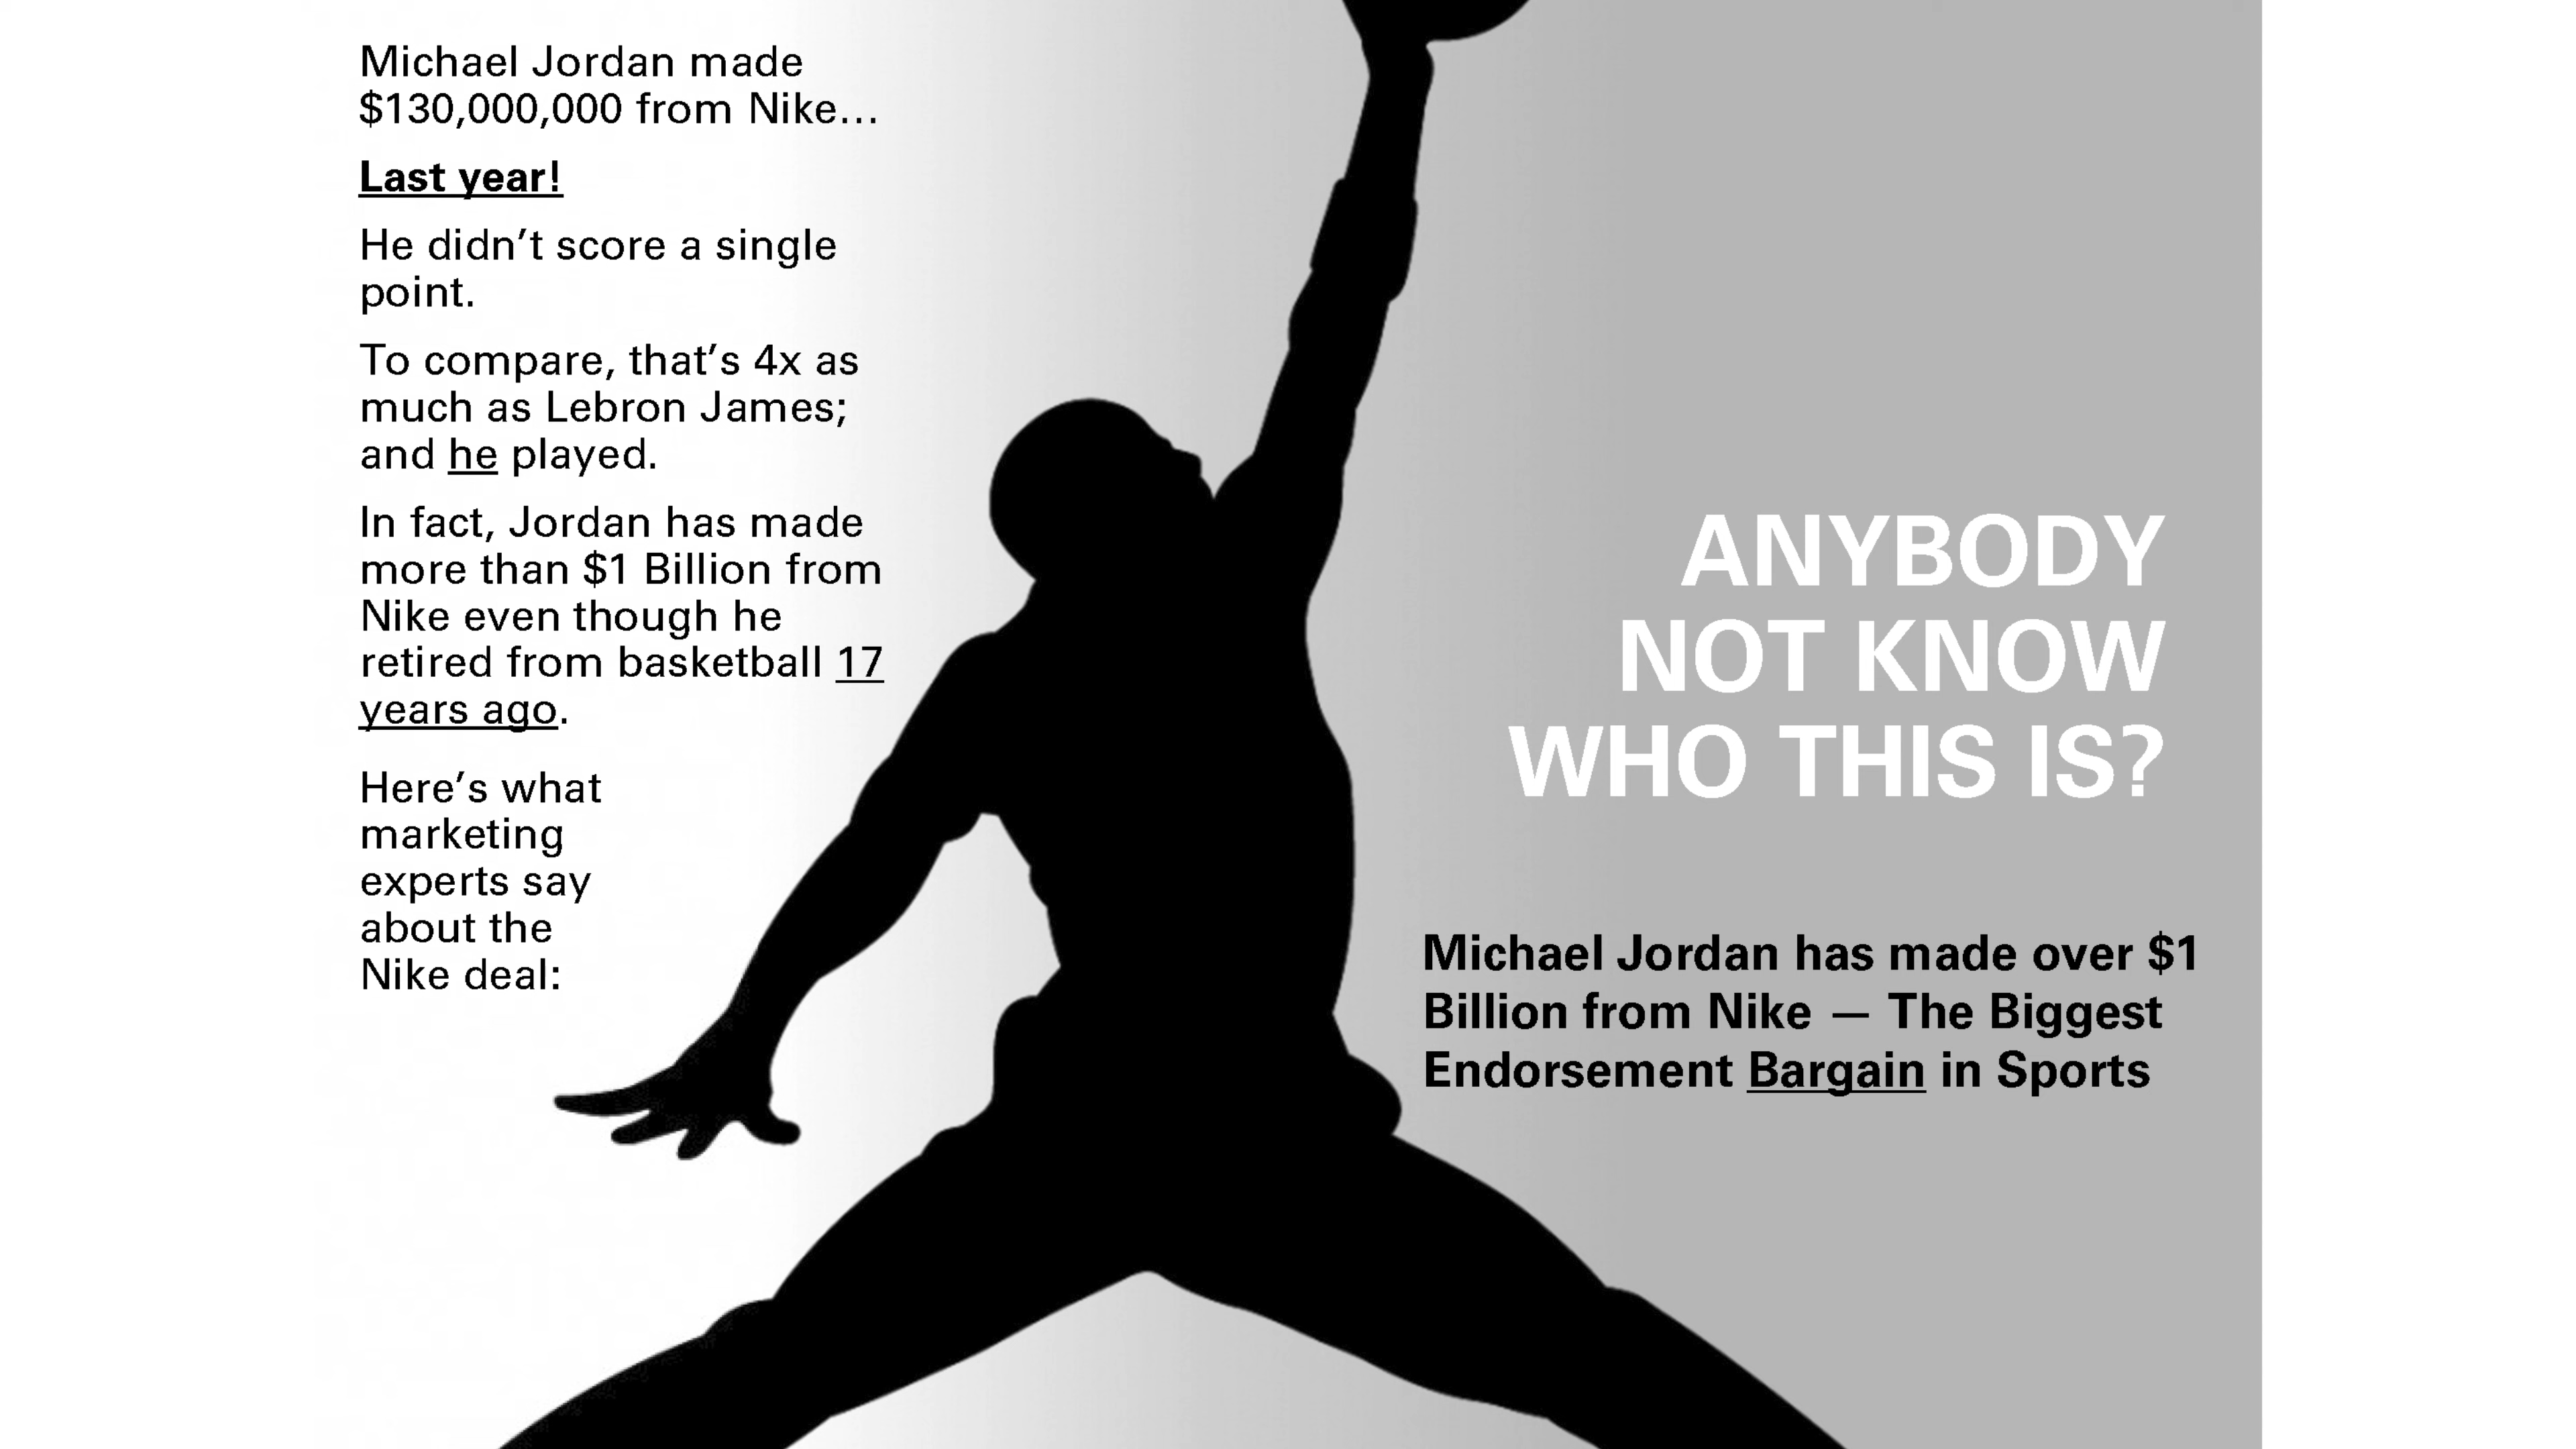 Michael Jordan made
$130,000,000 from Nike...
Last year!
He didn’t score a single
point.
To compare, that’s 4x as
much as Lebron James;
and he played.
In fact, Jordan has made
more than $1 Billion from
Nike even though he
retired from basketball 17
years ago.
Here’s what
marketing
experts say
about the
Nike deal:
ANYBODY
NOT KNOW
WHO THIS IS?
Michael Jordan has made over $1
Billion from Nike — The Biggest
Endorsement Bargain in Sports